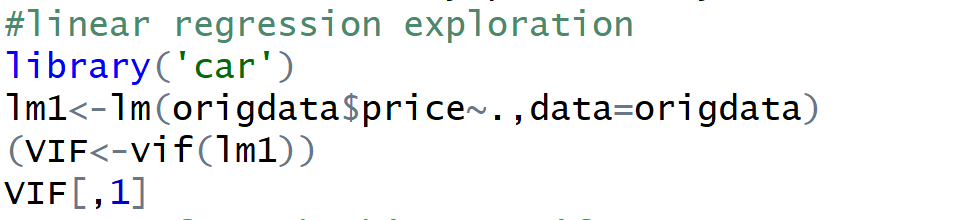 #linear regression exploration
library('car')
lm1<-lm(origdata$price~.,data=origdata)
(VIF<-vif(lm1))
VIF[,1]